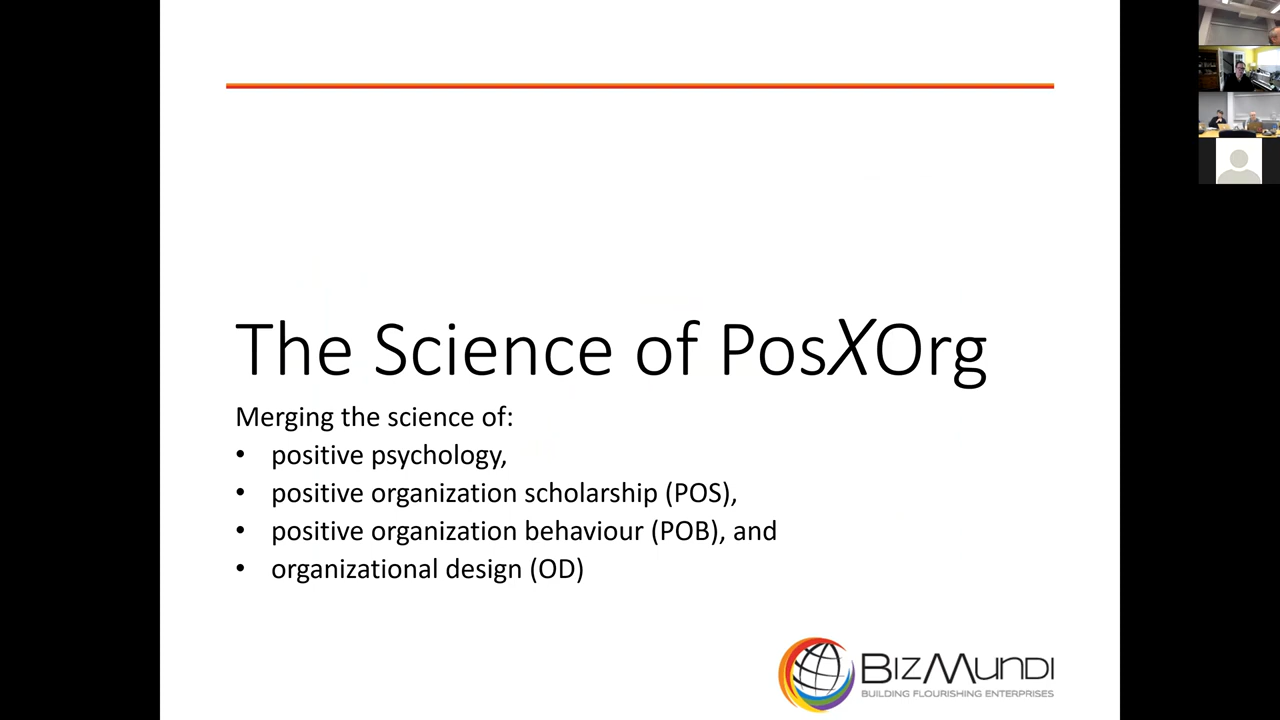 The Science of PosXOrg
Merging the science of:
• positive psychology,
• positive organization scholarship (POS),
• positive organization behaviour (POB), and
• organizational design (OD)
BIZMUNDI
BUILDING FLOURISHING ENTERPRISES